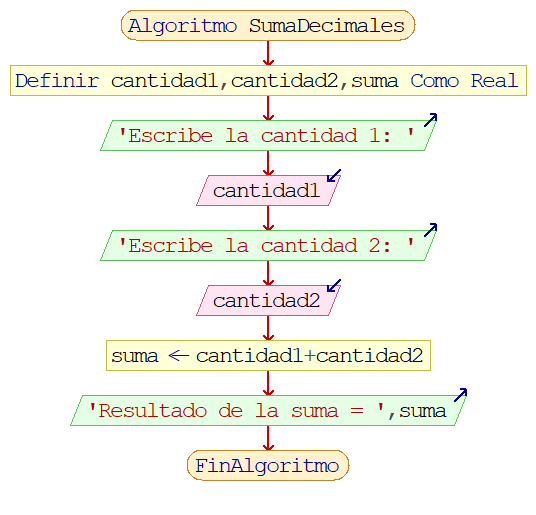 Algoritmo SumaDecimales
Definir cantidad1,cantidad2,suma Como Real
'Escribe la cantidad 1: '
cantidad1
'Escribe la cantidad 2: '
cantidad2
suma ← cantidad1+cantidad2
'Resultado de la suma = ',suma
FinAlgoritmo